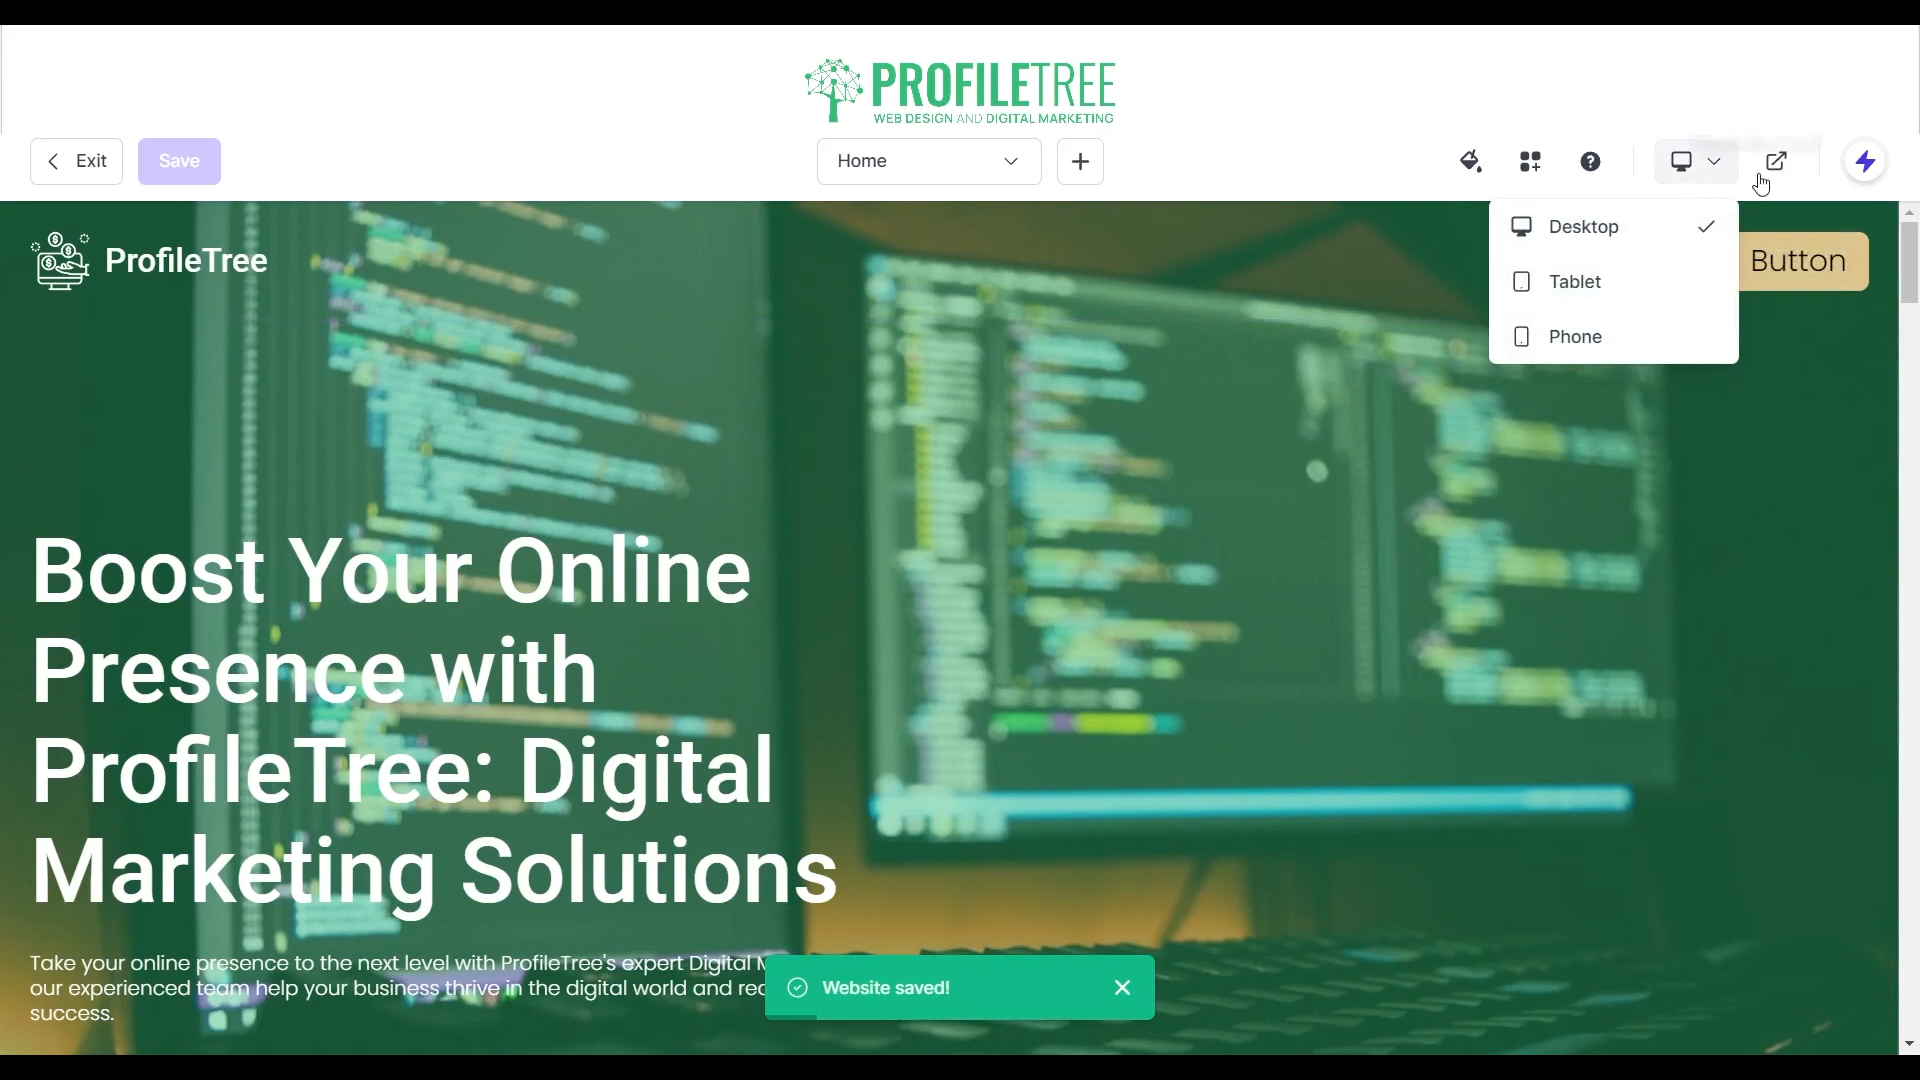 PROFILETREE
WEB DESIGN AND DIGITAL MARKETING
Exit
Save
Home
ProfileTree
Desktop
Tablet
Phone
Button
Boost Your Online
Presence with
ProfileTree: Digital
Marketing Solutions
Take your online presence to the next level with ProfileTree's expert Digital
our experienced team help your business thrive in the digital world and
success.
Website saved!